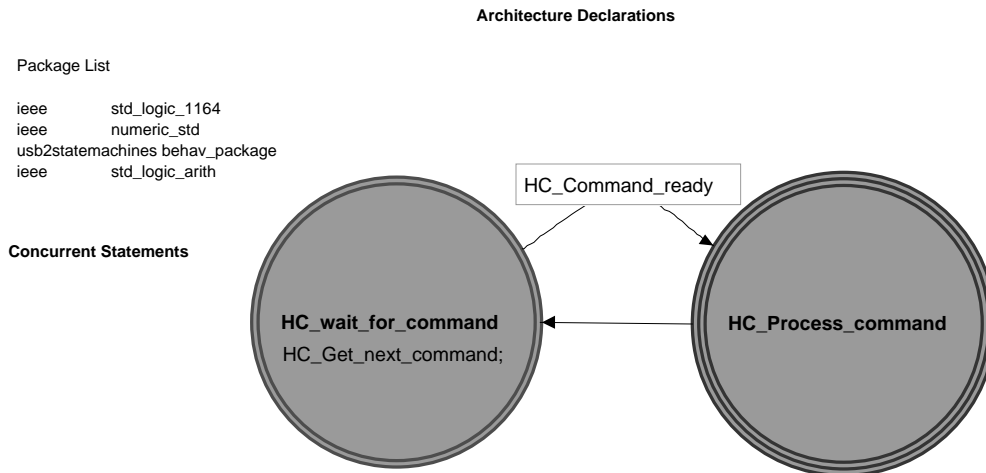 Architecture Declarations
Package List
ieee std_logic_1164
ieee numeric_std
usb2statemachines behav_package
ieee std_logic_arith
HC_Command_ready
Concurrent Statements
HC_wait_for_command
HC_Get_next_command;
HC_Process_command